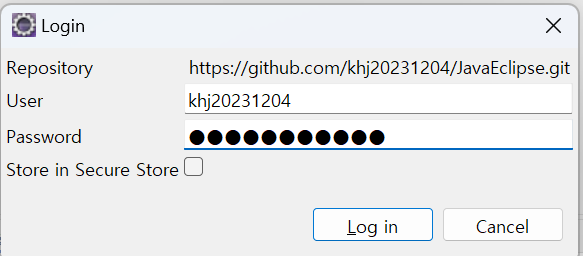 Login
Repository https://github.com/khj20231204/JavaEclipse.git
User khj20231204
Password ●●●●●●●●●●●
Store in Secure Store
Log in Cancel